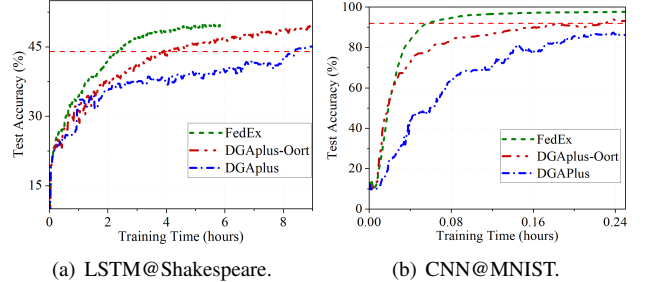 Test Accuracy (%)
45
30
15
0
2
4
6
8
FedEx
DGAplus-Oort
DGAplus
Training Time (hours)
(a) LSTM@Shakespeare.
Test Accuracy (%)
100
80
60
40
20
0
0.00
0.08
0.16
0.24
FedEx
DGAplus-Oort
DGAPlus
Training Time (hours)
(b) CNN@MNIST.